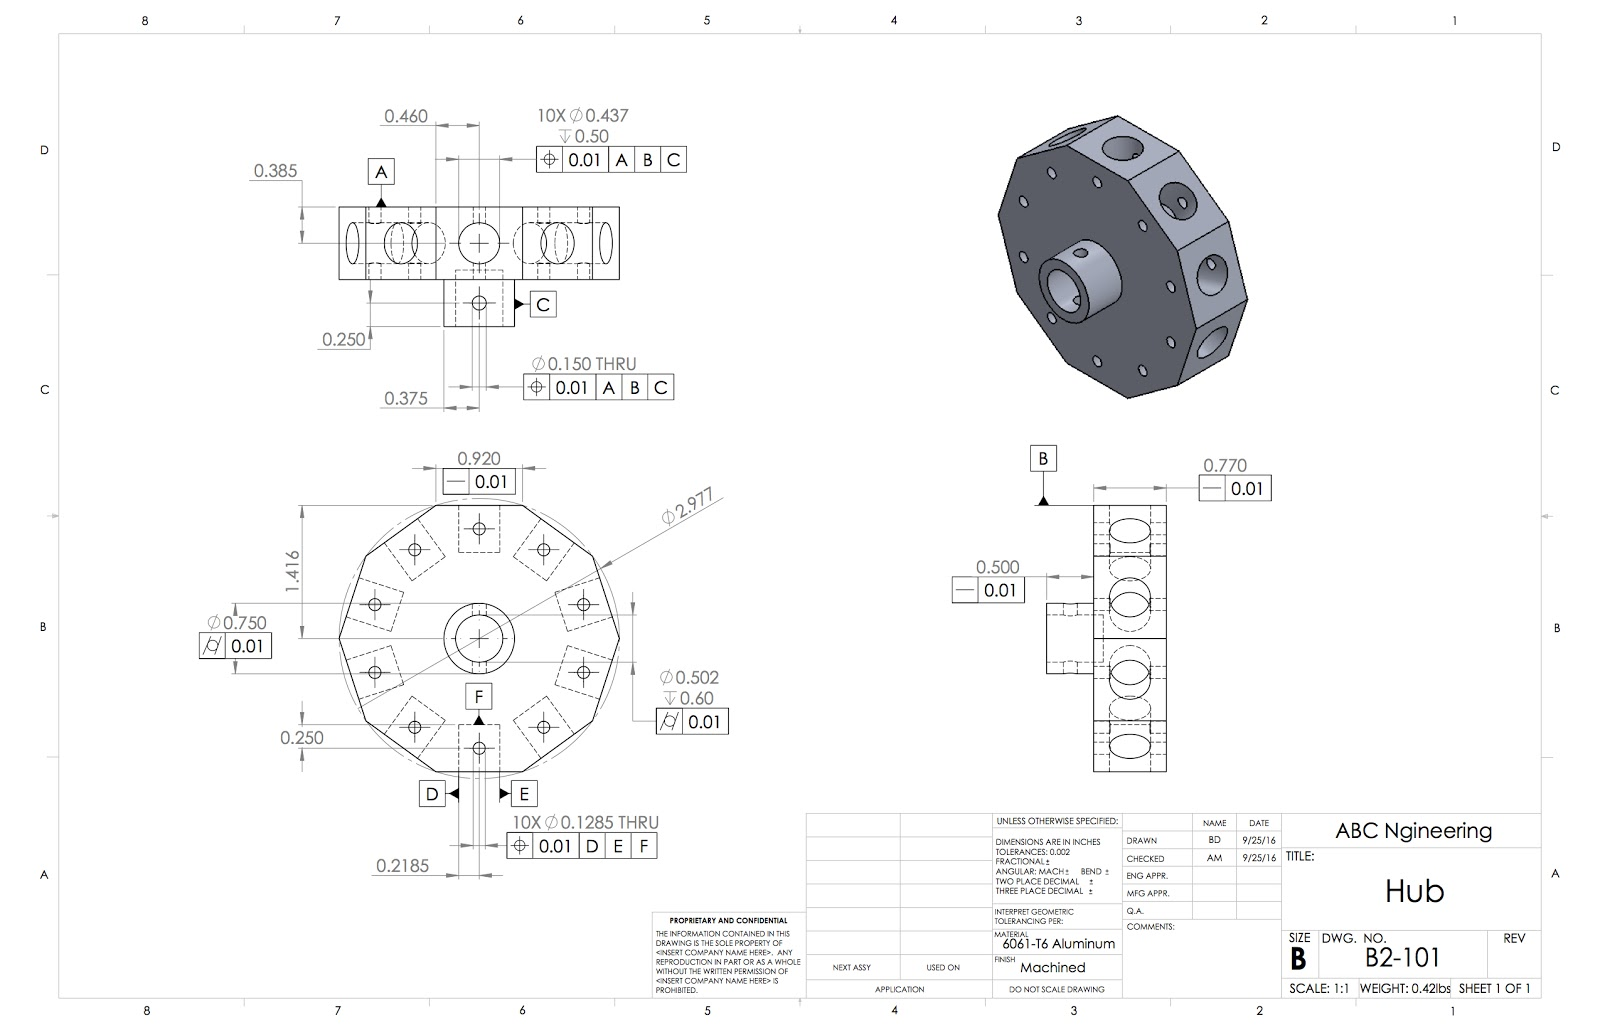 8 7 6 5 4 3 2 1
D
D
C
C
B
B
A
A
8 7 6 5 4 3 2 1
0.460
10X ∅0.437
↧0.50
⌖ 0.01 A B C
0.385
A
C
0.250
∅0.150 THRU
⌖ 0.01 A B C
0.375
0.920
⏤ 0.01
∅2.977
1.416
∅0.750
⌭ 0.01
∅0.502
↧0.60
⌭ 0.01
F
0.250
D
E
10X ∅0.1285 THRU
⌖ 0.01 D E F
0.2185
B
0.770
⏤ 0.01
0.500
⏤ 0.01
PROPRIETARY AND CONFIDENTIAL
THE INFORMATION CONTAINED IN THIS
DRAWING IS THE SOLE PROPERTY OF
<INSERT COMPANY NAME HERE>. ANY
REPRODUCTION IN PART OR AS A WHOLE
WITHOUT THE WRITTEN PERMISSION OF
<INSERT COMPANY NAME HERE> IS
PROHIBITED.
NEXT ASSY USED ON
APPLICATION
UNLESS OTHERWISE SPECIFIED:
DIMENSIONS ARE IN INCHES
TOLERANCES: 0.002
FRACTIONAL±
ANGULAR: MACH± BEND ±
TWO PLACE DECIMAL ±
THREE PLACE DECIMAL ±
INTERPRET GEOMETRIC
TOLERANCING PER:
MATERIAL
6061-T6 Aluminum
FINISH
Machined
DO NOT SCALE DRAWING
NAME DATE
DRAWN BD 9/25/16
CHECKED AM 9/25/16
ENG APPR.
MFG APPR.
Q.A.
COMMENTS:
ABC Ngineering
TITLE:
Hub
SIZE DWG. NO. REV
B B2-101
SCALE: 1:1 WEIGHT: 0.42lbs SHEET 1 OF 1